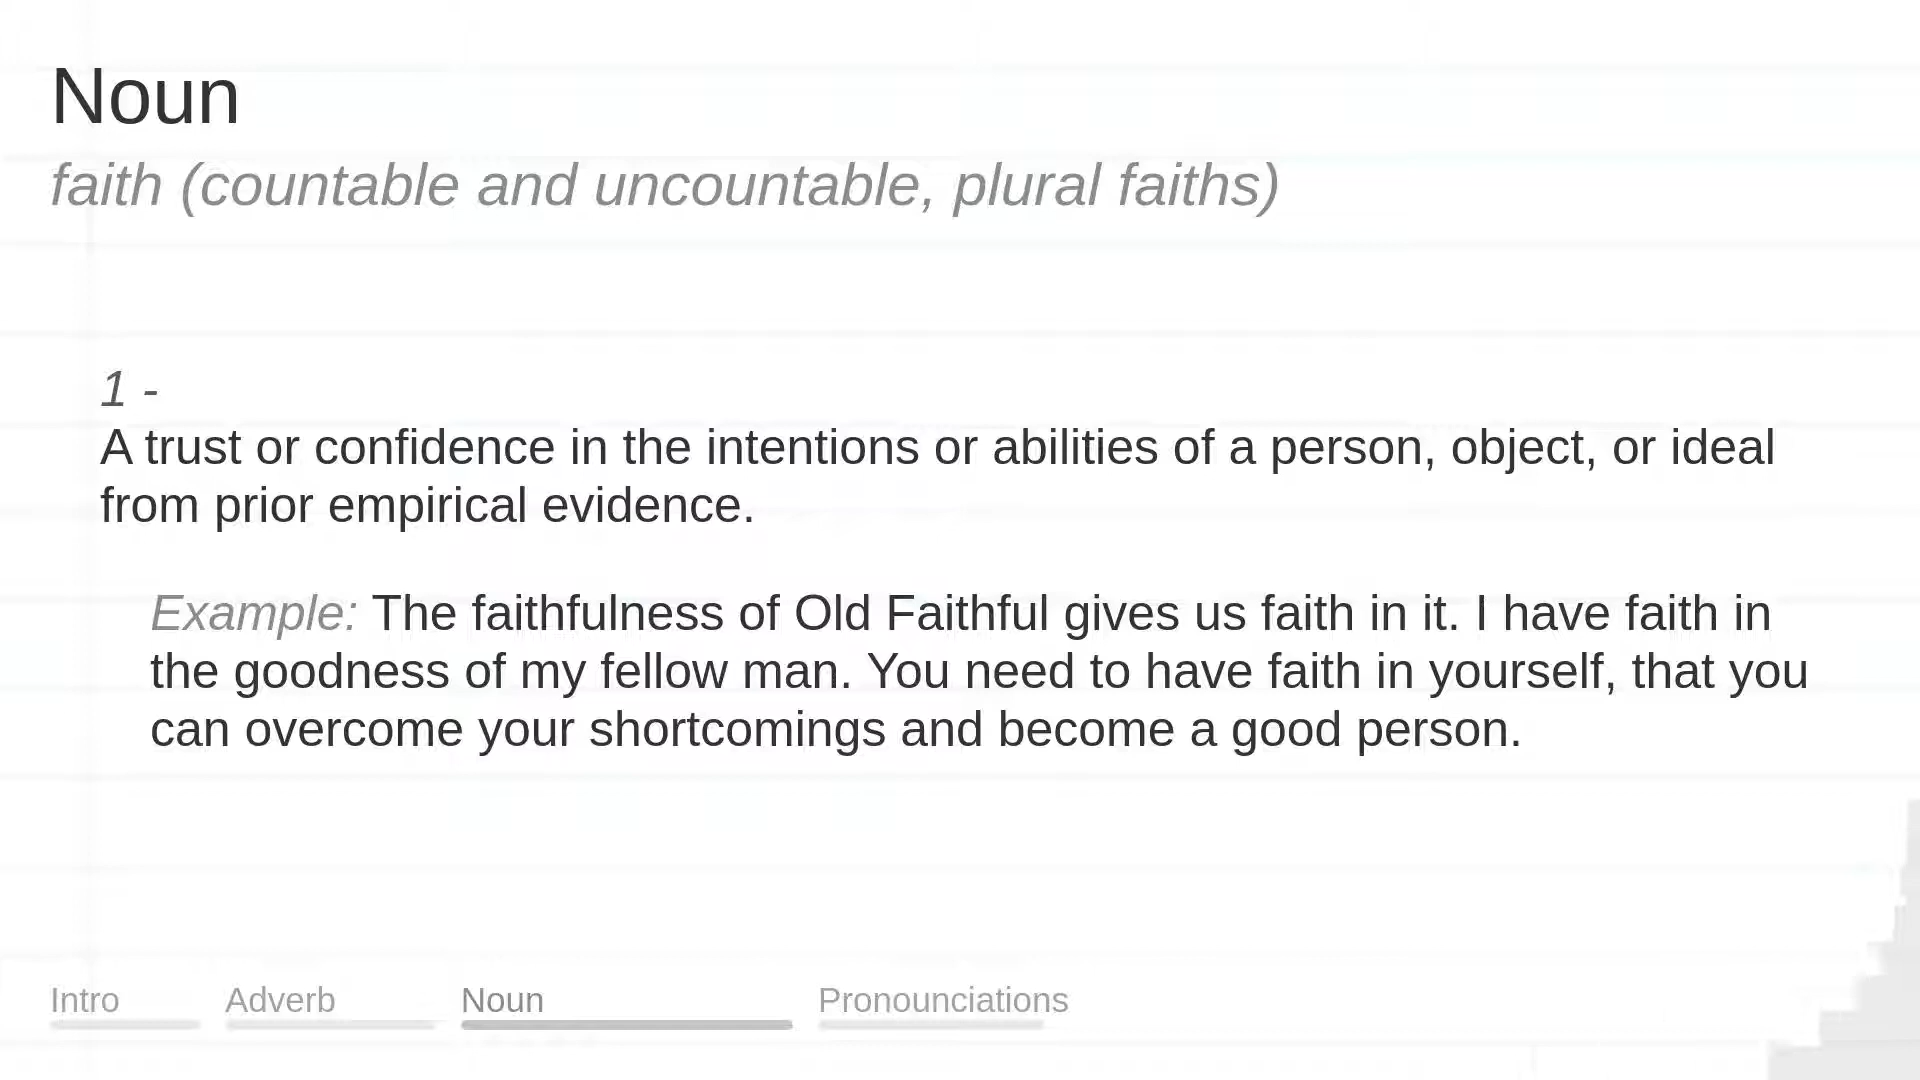 Noun
faith (countable and uncountable, plural faiths)
1 -
A trust or confidence in the intentions or abilities of a person, object, or ideal
from prior empirical evidence.
Example: The faithfulness of Old Faithful gives us faith in it. I have faith in
the goodness of my fellow man. You need to have faith in yourself, that you
can overcome your shortcomings and become a good person.
Intro Adverb Noun Pronounciations